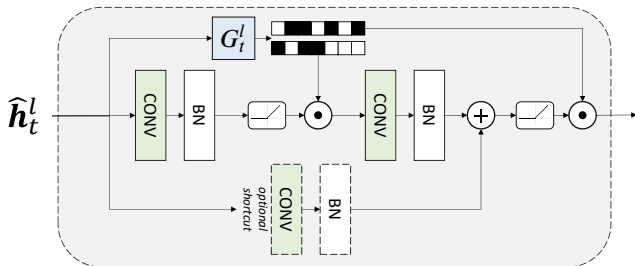 G_t^l
ĥ_t^l
CONV
BN
CONV
BN
optional
shortcut
CONV
BN